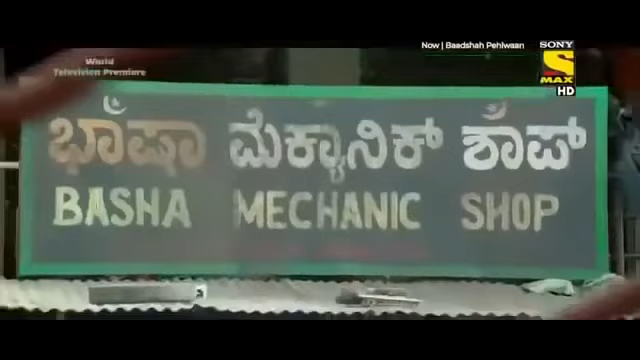 Now | Baadshah Pehlwaan
SONY
S
MAX
HD
World
Television Premiere
ಭಾಷಾ ಮೆಕ್ಯಾನಿಕ್ ಶಾಪ್
BASHA MECHANIC SHOP